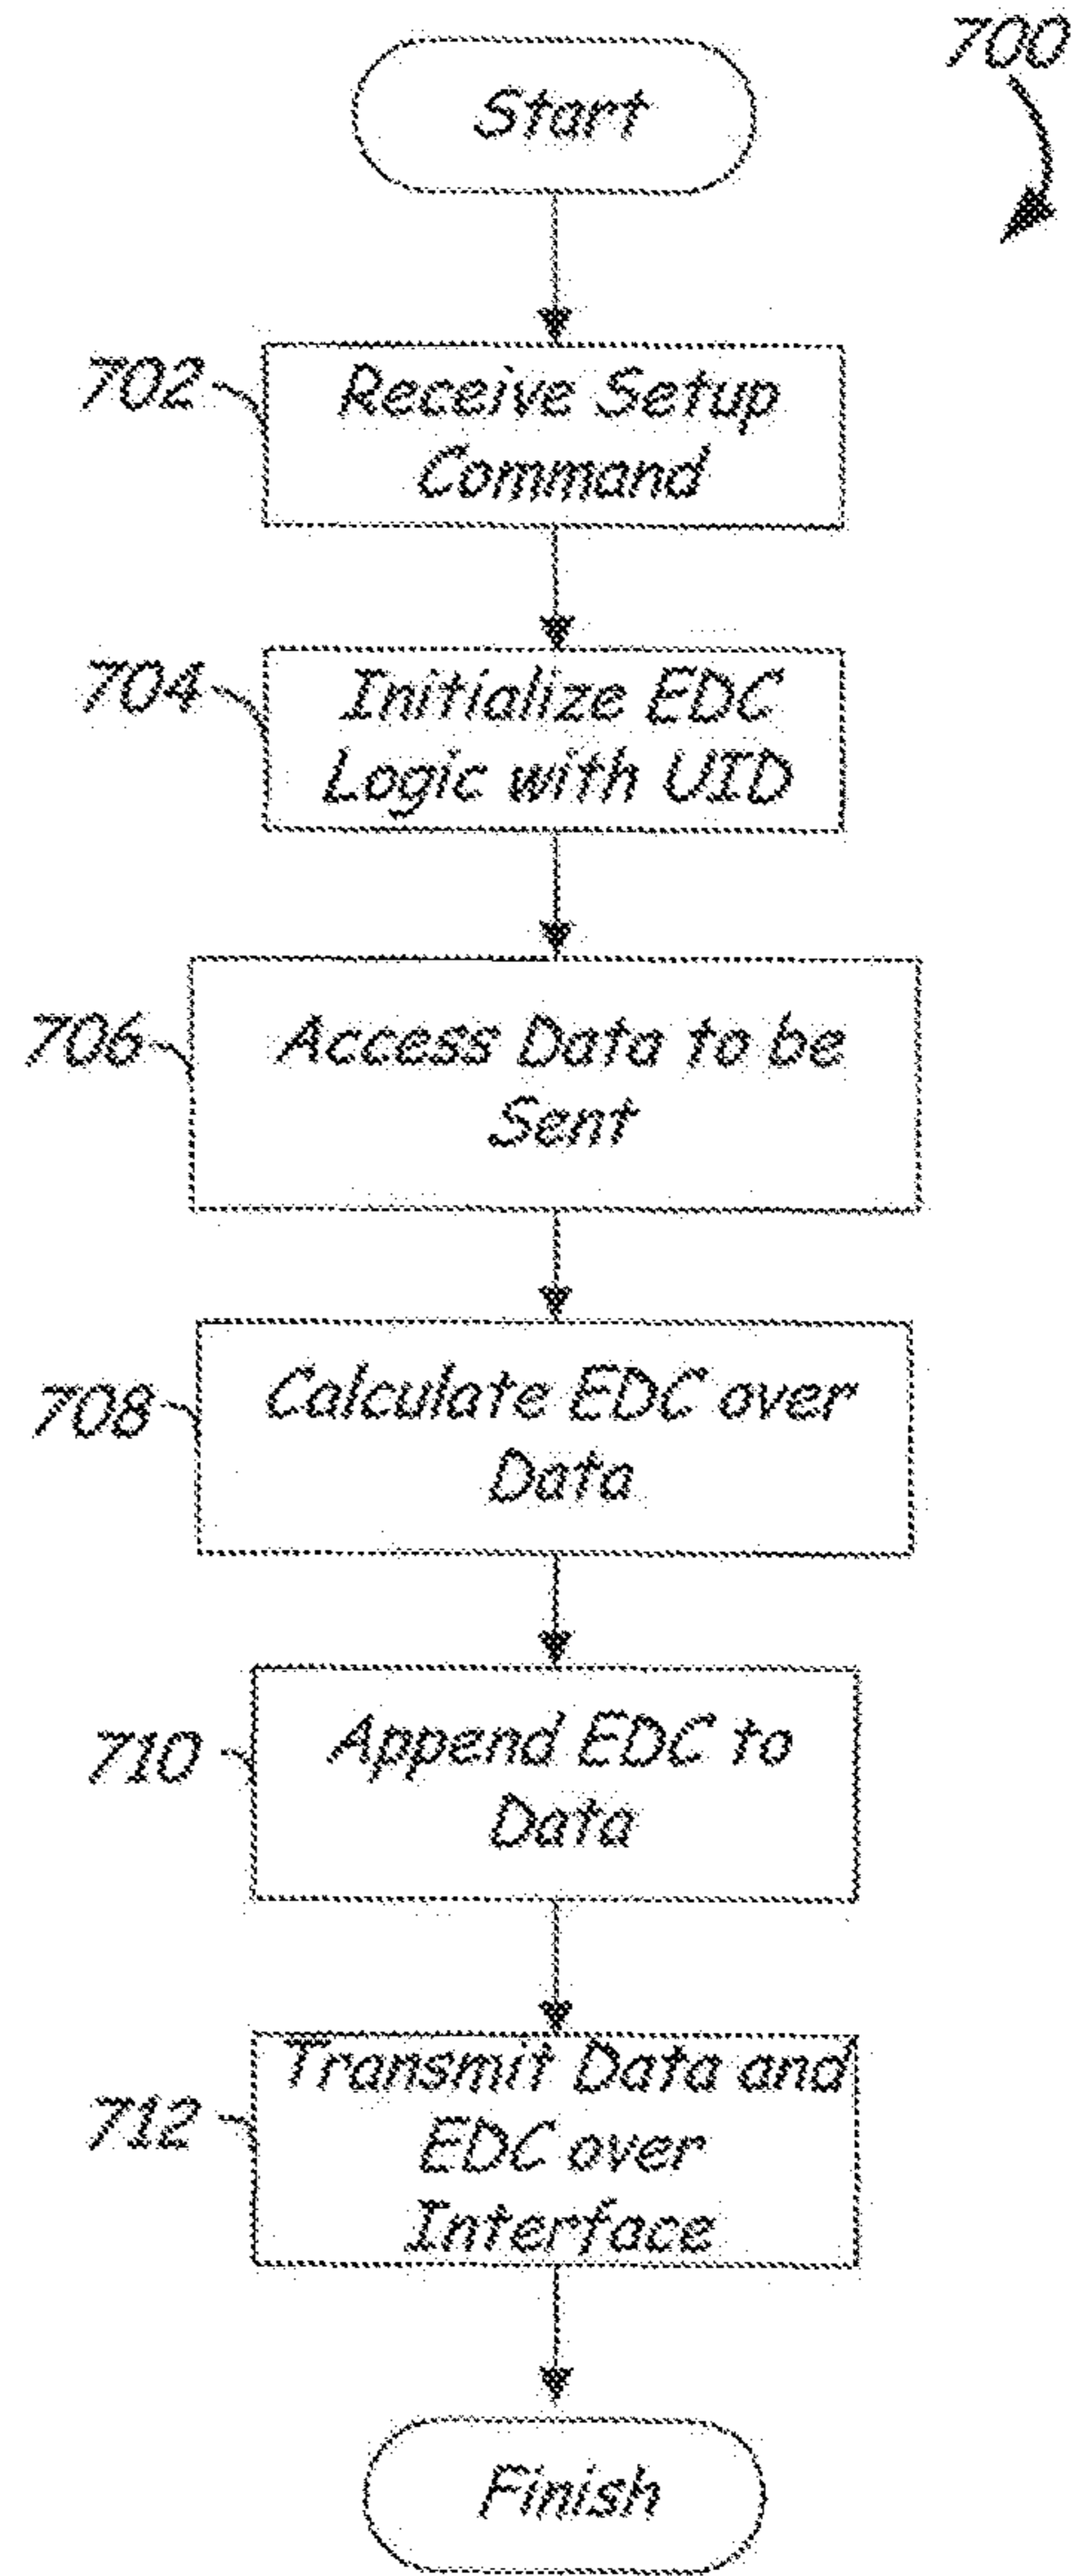 700
Start
702
Receive Setup
Command
704
Initialize EDC
Logic with UID
706
Access Data to be
Sent
708
Calculate EDC over
Data
710
Append EDC to
Data
712
Transmit Data and
EDC over
Interface
Finish